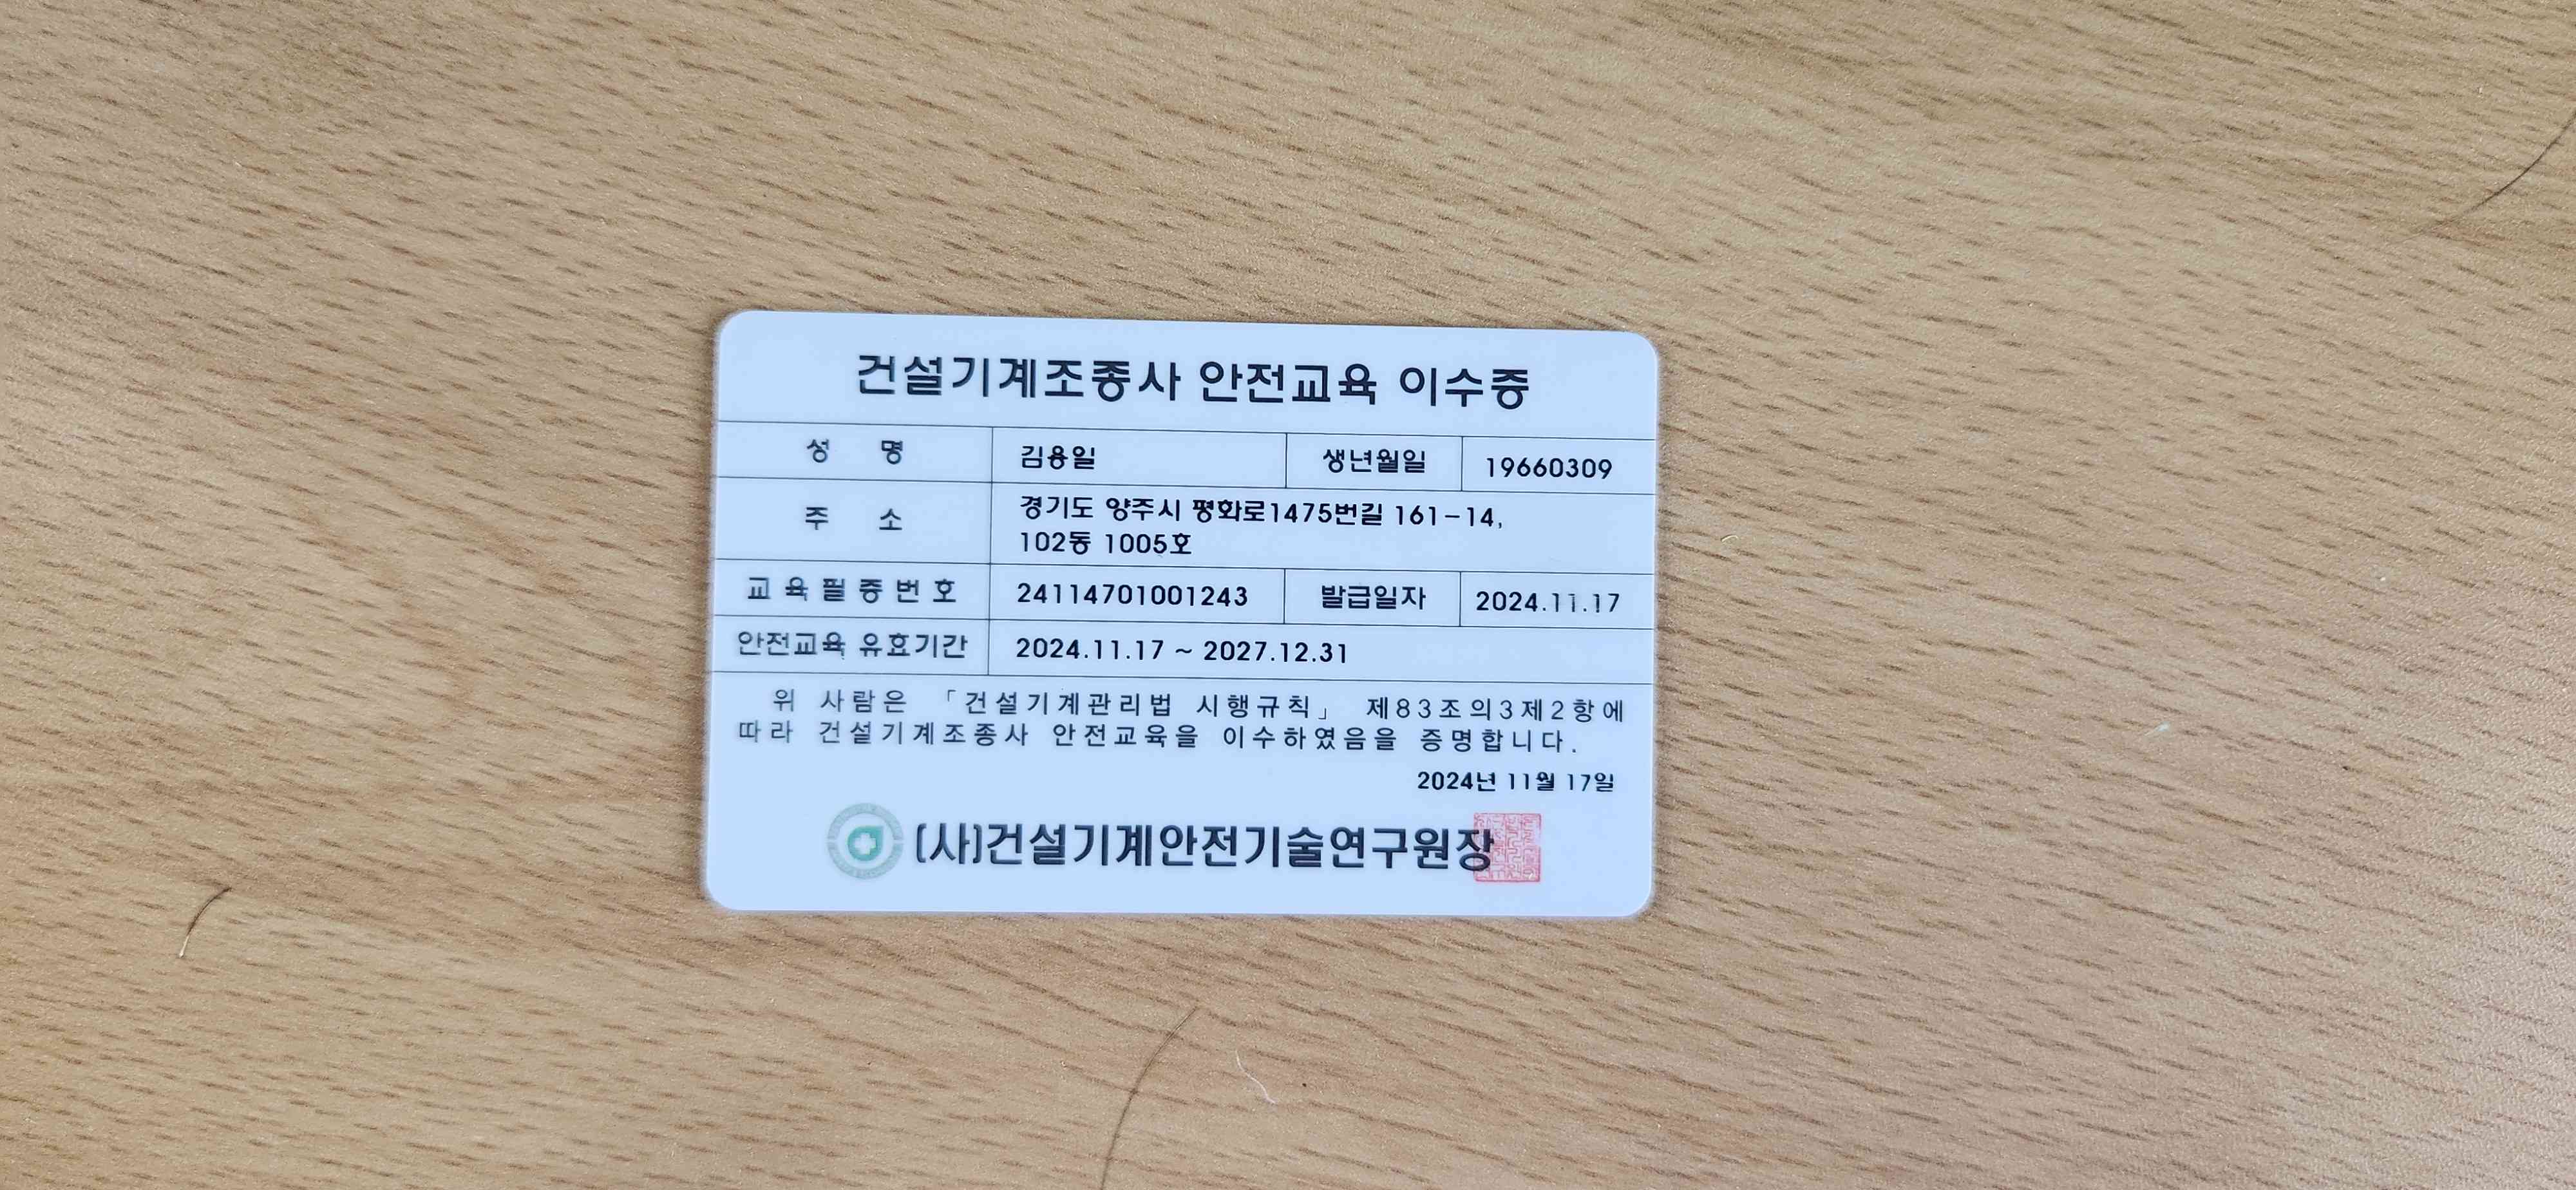 건설기계조종사 안전교육 이수증
성 명 김용일 생년월일 19660309
주 소 경기도 양주시 평화로1475번길 161-14,
102동 1005호
교육필증번호 24114701001243 발급일자 2024.11.17
안전교육 유효기간 2024.11.17 ~ 2027.12.31
위 사람은 「건설기계관리법 시행규칙」 제83조의3제2항에
따라 건설기계조종사 안전교육을 이수하였음을 증명합니다.
2024년 11월 17일
(사)건설기계안전기술연구원장